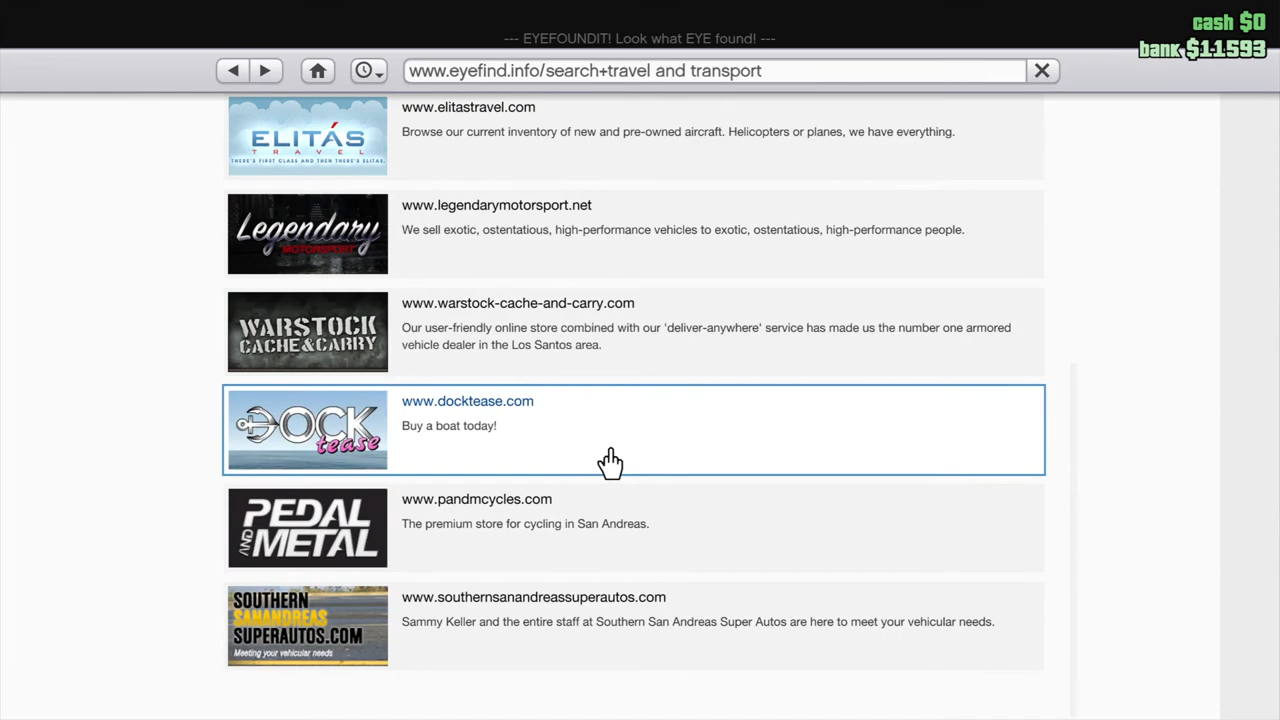 cash $0
--- EYEFOUNDIT! Look what EYE found! ---
bank $11593
www.eyefind.info/search+travel and transport
ELITÁS
TRAVEL
THERE'S FIRST CLASS AND THEN THERE'S ELITAS.
www.elitastravel.com
Browse our current inventory of new and pre-owned aircraft. Helicopters or planes, we have everything.
Legendary
MOTORSPORT
www.legendarymotorsport.net
We sell exotic, ostentatious, high-performance vehicles to exotic, ostentatious, high-performance people.
WARSTOCK
CACHE&CARRY
www.warstock-cache-and-carry.com
Our user-friendly online store combined with our 'deliver-anywhere' service has made us the number one armored
vehicle dealer in the Los Santos area.
DOCK
tease
www.docktease.com
Buy a boat today!
PEDAL
AND METAL
www.pandmcycles.com
The premium store for cycling in San Andreas.
SOUTHERN
SANANDREAS
SUPERAUTOS.COM
Meeting your vehicular needs
www.southernsanandreassuperautos.com
Sammy Keller and the entire staff at Southern San Andreas Super Autos are here to meet your vehicular needs.